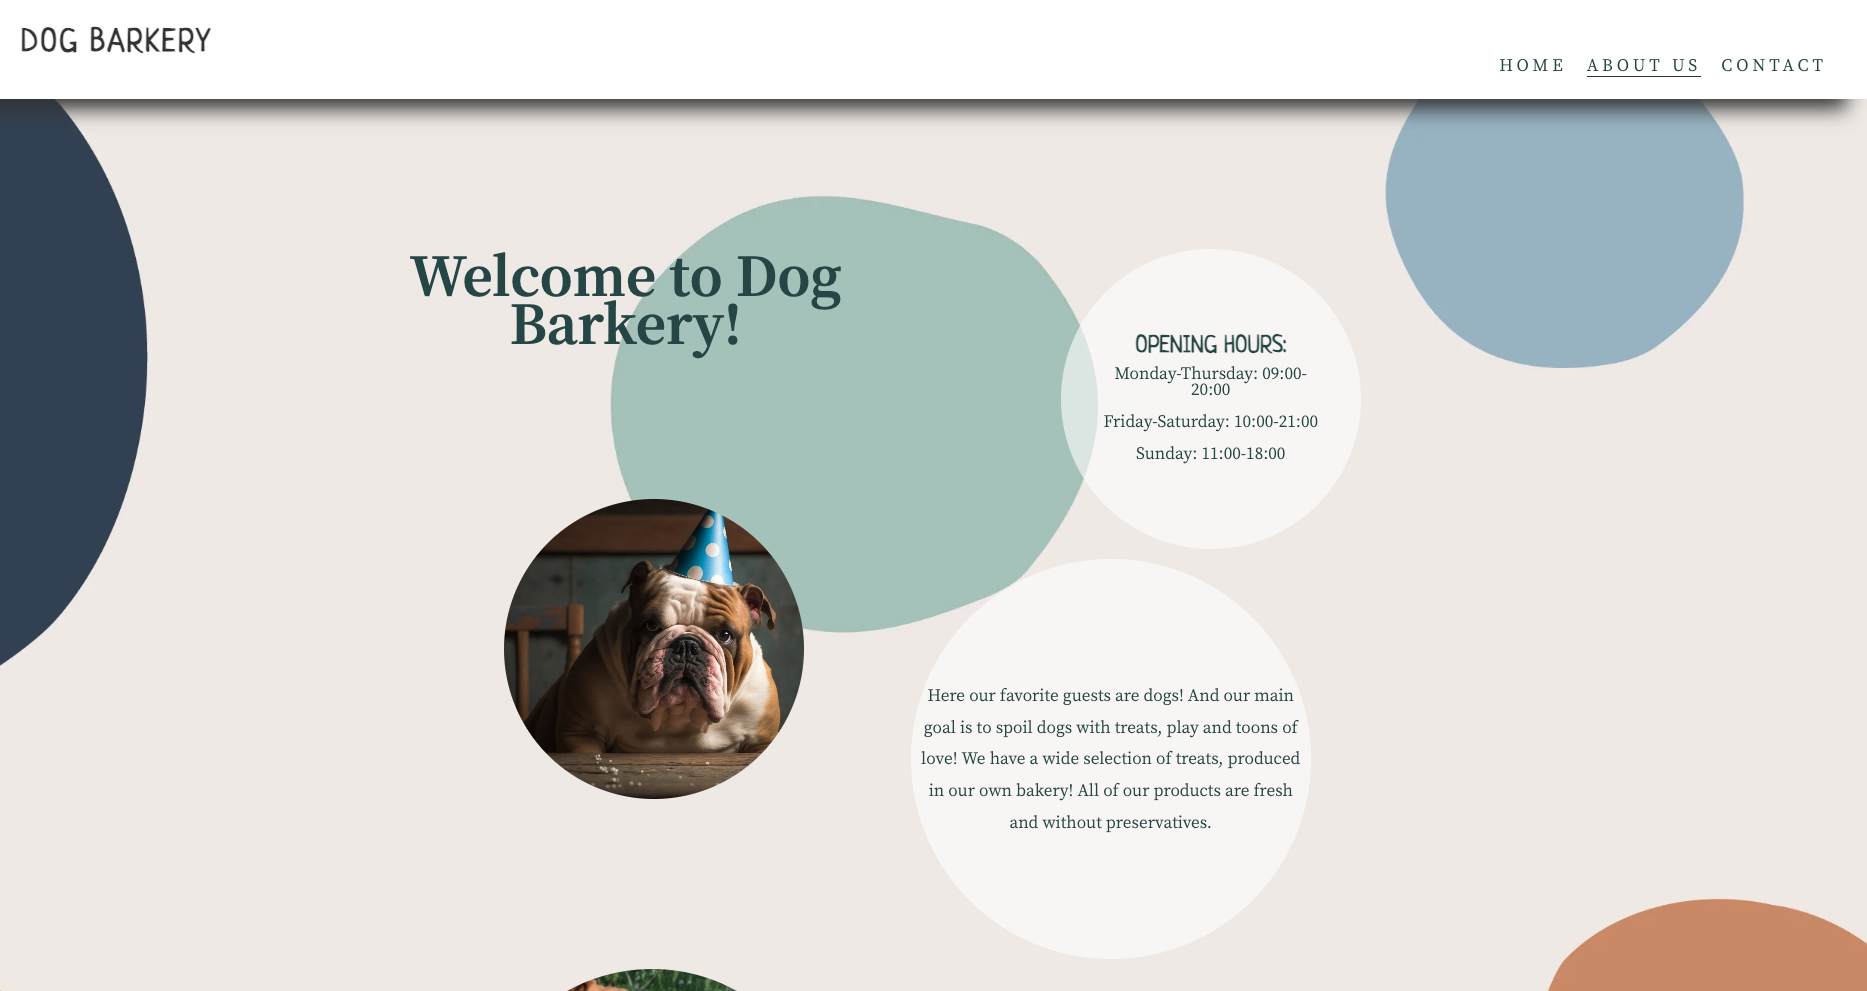 DOG BARKERY
HOME ABOUT US CONTACT
Welcome to Dog
Barkery!
OPENING HOURS:
Monday-Thursday: 09:00-
20:00
Friday-Saturday: 10:00-21:00
Sunday: 11:00-18:00
Here our favorite guests are dogs! And our main
goal is to spoil dogs with treats, play and toons of
love! We have a wide selection of treats, produced
in our own bakery! All of our products are fresh
and without preservatives.